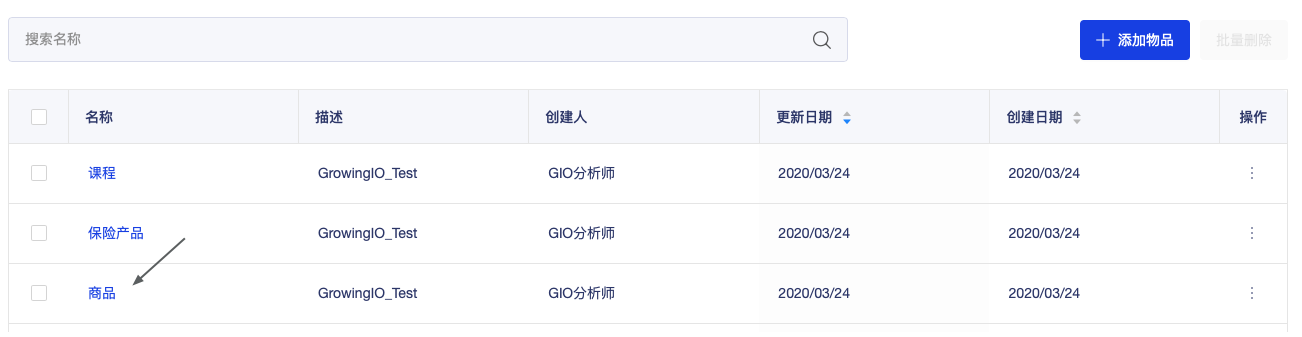 搜索名称
添加物品 批量删除
名称 描述 创建人 更新日期 创建日期 操作
课程 GrowingIO_Test GIO分析师 2020/03/24 2020/03/24
保险产品 GrowingIO_Test GIO分析师 2020/03/24 2020/03/24
商品 GrowingIO_Test GIO分析师 2020/03/24 2020/03/24